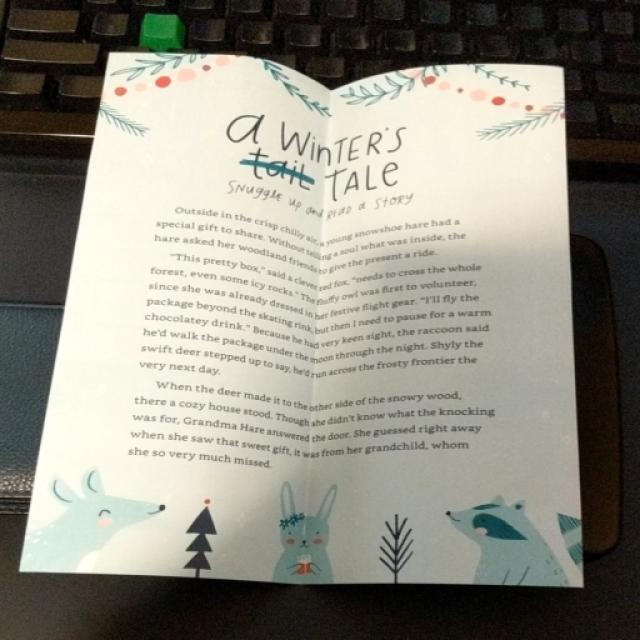 a WinTER'S
tail TALE
SNUGGLE UP and READ a STORY
Outside in the crisp chilly air, a young snowshoe hare had a
special gift to share. Without telling a soul what was inside, the
hare asked her woodland friends to give the present a ride.
"This pretty box," said a clever red fox, "needs to cross the whole
forest, even some icy rocks." The fluffy owl was first to volunteer,
since she was already dressed in her festive flight gear. "I'll fly the
package beyond the skating rink, but then I need to pause for a warm
chocolatey drink." Because he had very keen sight, the raccoon said
he'd walk the package under the moon through the night. Shyly the
swift deer stepped up to say, he'd run across the frosty frontier the
very next day.
When the deer made it to the other side of the snowy wood,
there a cozy house stood. Though she didn't know what the knocking
was for, Grandma Hare answered the door. She guessed right away
when she saw that sweet gift, it was from her grandchild, whom
she so very much missed.